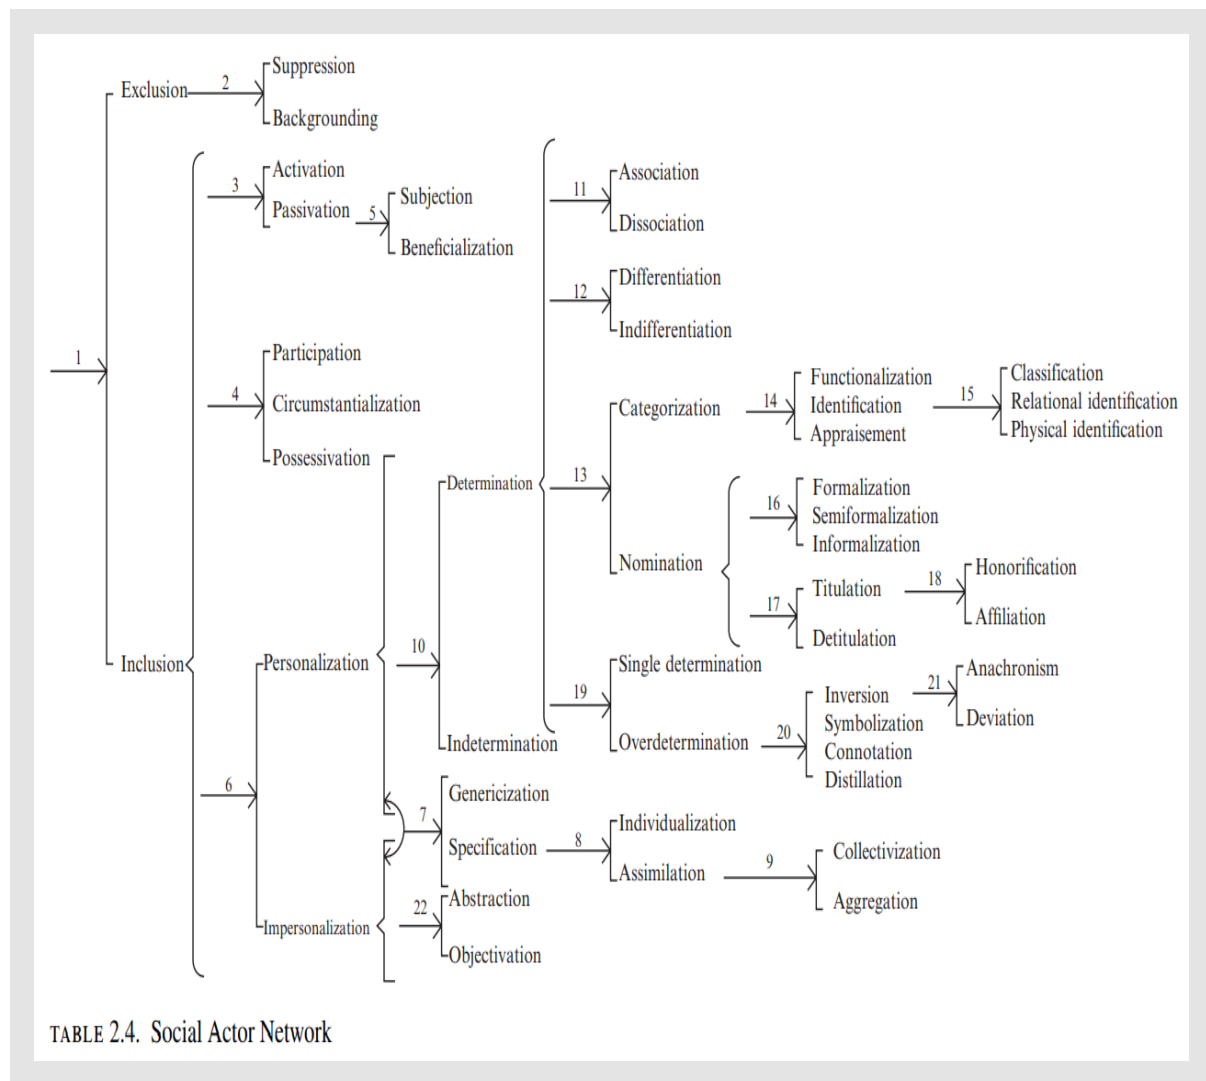 Suppression
2
Exclusion
Backgrounding
Activation
3
Passivation
5
Subjection
Beneficialization
11
Association
Dissociation
12
Differentiation
Indifferentiation
1
Participation
4
Circumstantialization
Possessivation
Categorization
14
Functionalization
Identification
Appraisement
15
Classification
Relational identification
Physical identification
Determination
13
16
Formalization
Semiformalization
Informalization
Nomination
17
Titulation
Detitulation
18
Honorification
Affiliation
Inclusion
Personalization
10
Single determination
19
Overdetermination
20
Inversion
Symbolization
Connotation
Distillation
21
Anachronism
Deviation
Indetermination
6
7
Genericization
Specification
8
Individualization
Assimilation
9
Collectivization
Aggregation
Impersonalization
22
Abstraction
Objectivation
TABLE 2.4. Social Actor Network